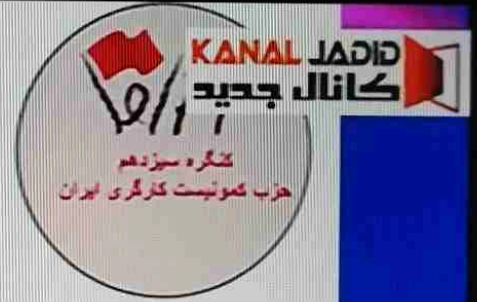 KANAL JADID
کانال جدید
کنگره سیزدهم
حزب کمونیست کارگری ایران